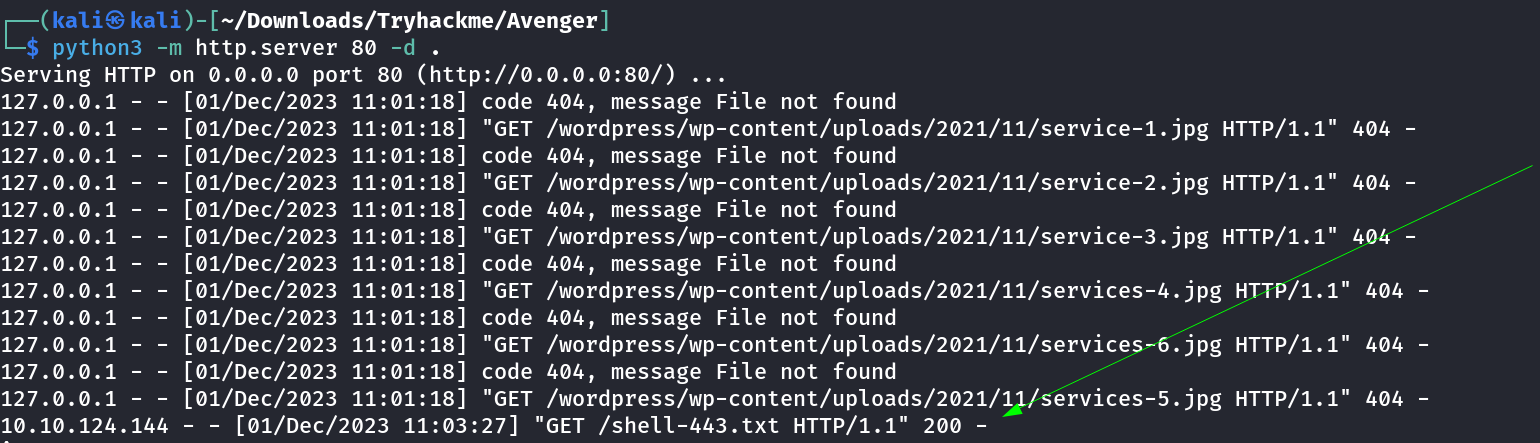 ┌──(kali㉿kali)-[~/Downloads/Tryhackme/Avenger]
└─$ python3 -m http.server 80 -d .
Serving HTTP on 0.0.0.0 port 80 (http://0.0.0.0:80/) ...
127.0.0.1 - - [01/Dec/2023 11:01:18] code 404, message File not found
127.0.0.1 - - [01/Dec/2023 11:01:18] "GET /wordpress/wp-content/uploads/2021/11/service-1.jpg HTTP/1.1" 404 -
127.0.0.1 - - [01/Dec/2023 11:01:18] code 404, message File not found
127.0.0.1 - - [01/Dec/2023 11:01:18] "GET /wordpress/wp-content/uploads/2021/11/service-2.jpg HTTP/1.1" 404 -
127.0.0.1 - - [01/Dec/2023 11:01:18] code 404, message File not found
127.0.0.1 - - [01/Dec/2023 11:01:18] "GET /wordpress/wp-content/uploads/2021/11/service-3.jpg HTTP/1.1" 404 -
127.0.0.1 - - [01/Dec/2023 11:01:18] code 404, message File not found
127.0.0.1 - - [01/Dec/2023 11:01:18] "GET /wordpress/wp-content/uploads/2021/11/services-4.jpg HTTP/1.1" 404 -
127.0.0.1 - - [01/Dec/2023 11:01:18] code 404, message File not found
127.0.0.1 - - [01/Dec/2023 11:01:18] "GET /wordpress/wp-content/uploads/2021/11/services-6.jpg HTTP/1.1" 404 -
127.0.0.1 - - [01/Dec/2023 11:01:18] code 404, message File not found
127.0.0.1 - - [01/Dec/2023 11:01:18] "GET /wordpress/wp-content/uploads/2021/11/services-5.jpg HTTP/1.1" 404 -
10.10.124.144 - - [01/Dec/2023 11:03:27] "GET /shell-443.txt HTTP/1.1" 200 -